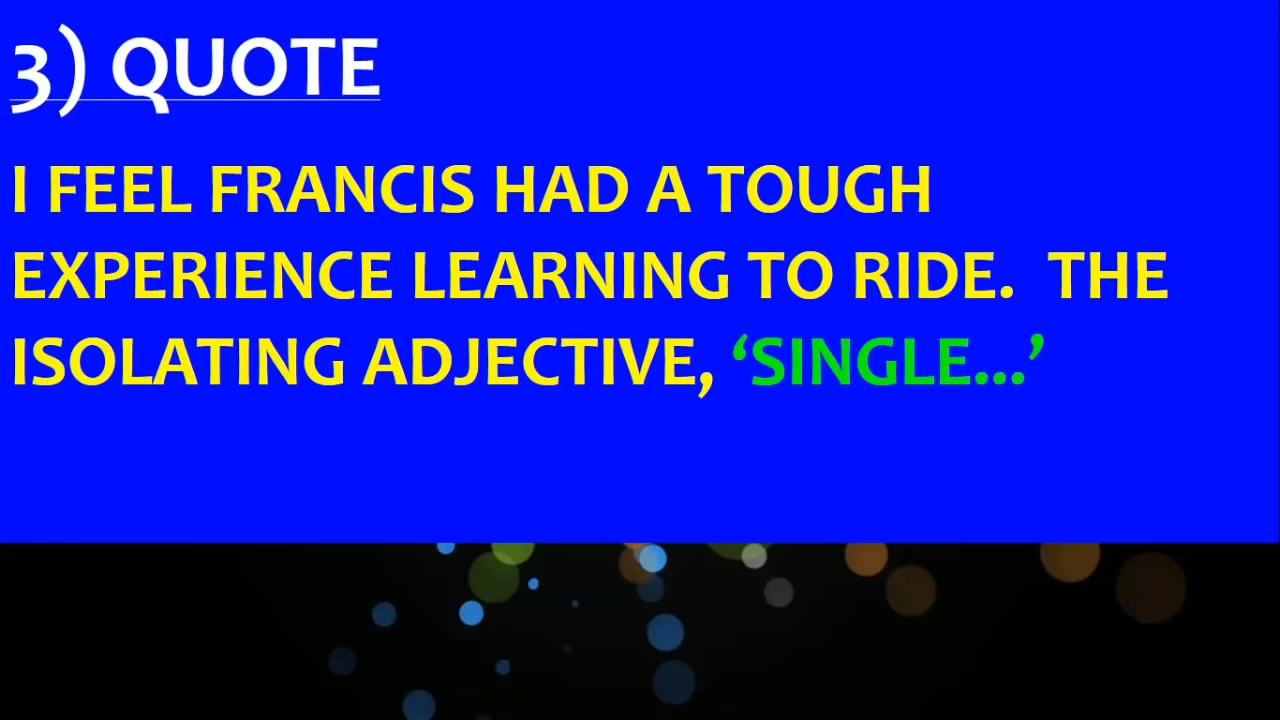 3) QUOTE
I FEEL FRANCIS HAD A TOUGH
EXPERIENCE LEARNING TO RIDE.  THE
ISOLATING ADJECTIVE, ‘SINGLE...’